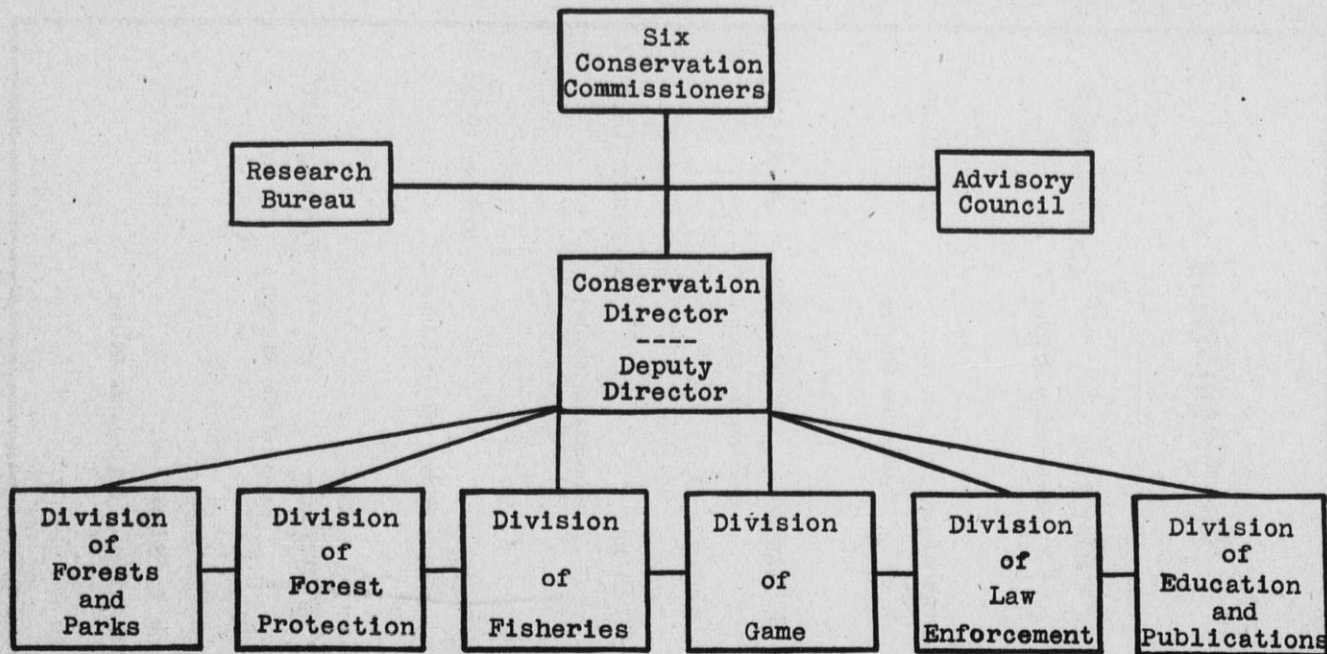 Six
Conservation
Commissioners
Research
Bureau
Advisory
Council
Conservation
Director
----
Deputy
Director
Division
of
Forests
and
Parks
Division
of
Forest
Protection
Division
of
Fisheries
Division
of
Game
Division
of
Law
Enforcement
Division
of
Education
and
Publications